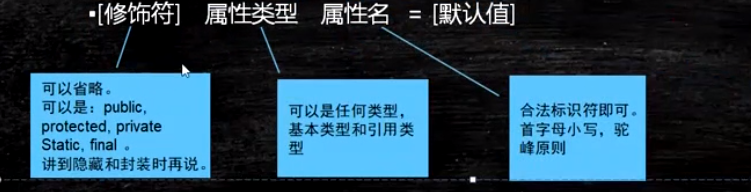 ▪[修饰符] 属性类型 属性名 = [默认值]
可以省略。
可以是：public,
protected, private
Static, final 。
讲到隐藏和封装时再说。
可以是任何类型，
基本类型和引用类
型
合法标识符即可。
首字母小写，驼
峰原则